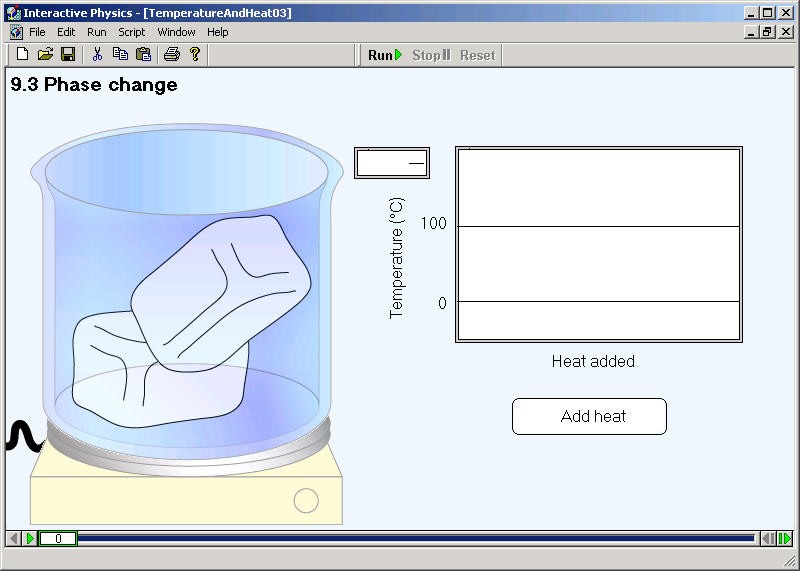 Interactive Physics - [TemperatureAndHeat03]
File Edit Run Script Window Help
Run Stop Reset
9.3 Phase change
Temperature (°C)
100
0
Heat added
Add heat
0